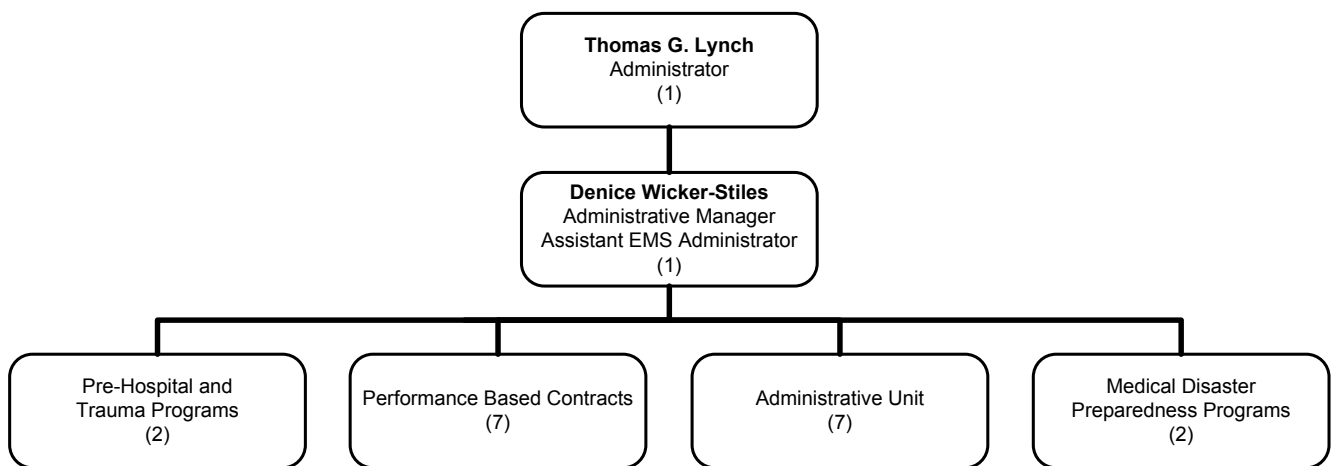 Thomas G. Lynch
Administrator
(1)
Denice Wicker-Stiles
Administrative Manager
Assistant EMS Administrator
(1)
Pre-Hospital and
Trauma Programs
(2)
Performance Based Contracts
(7)
Administrative Unit
(7)
Medical Disaster
Preparedness Programs
(2)